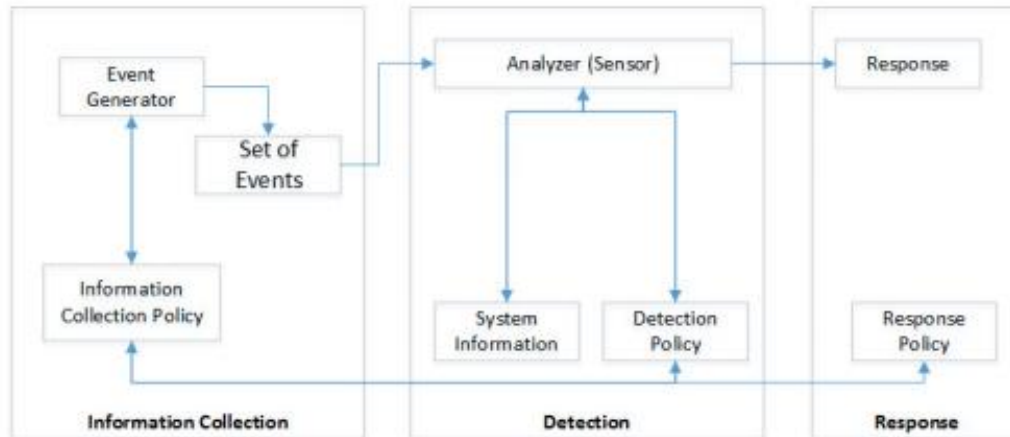 Event
Generator
Set of
Events
Information
Collection Policy
Information Collection
Analyzer (Sensor)
System
Information
Detection
Policy
Detection
Response
Response
Policy
Response